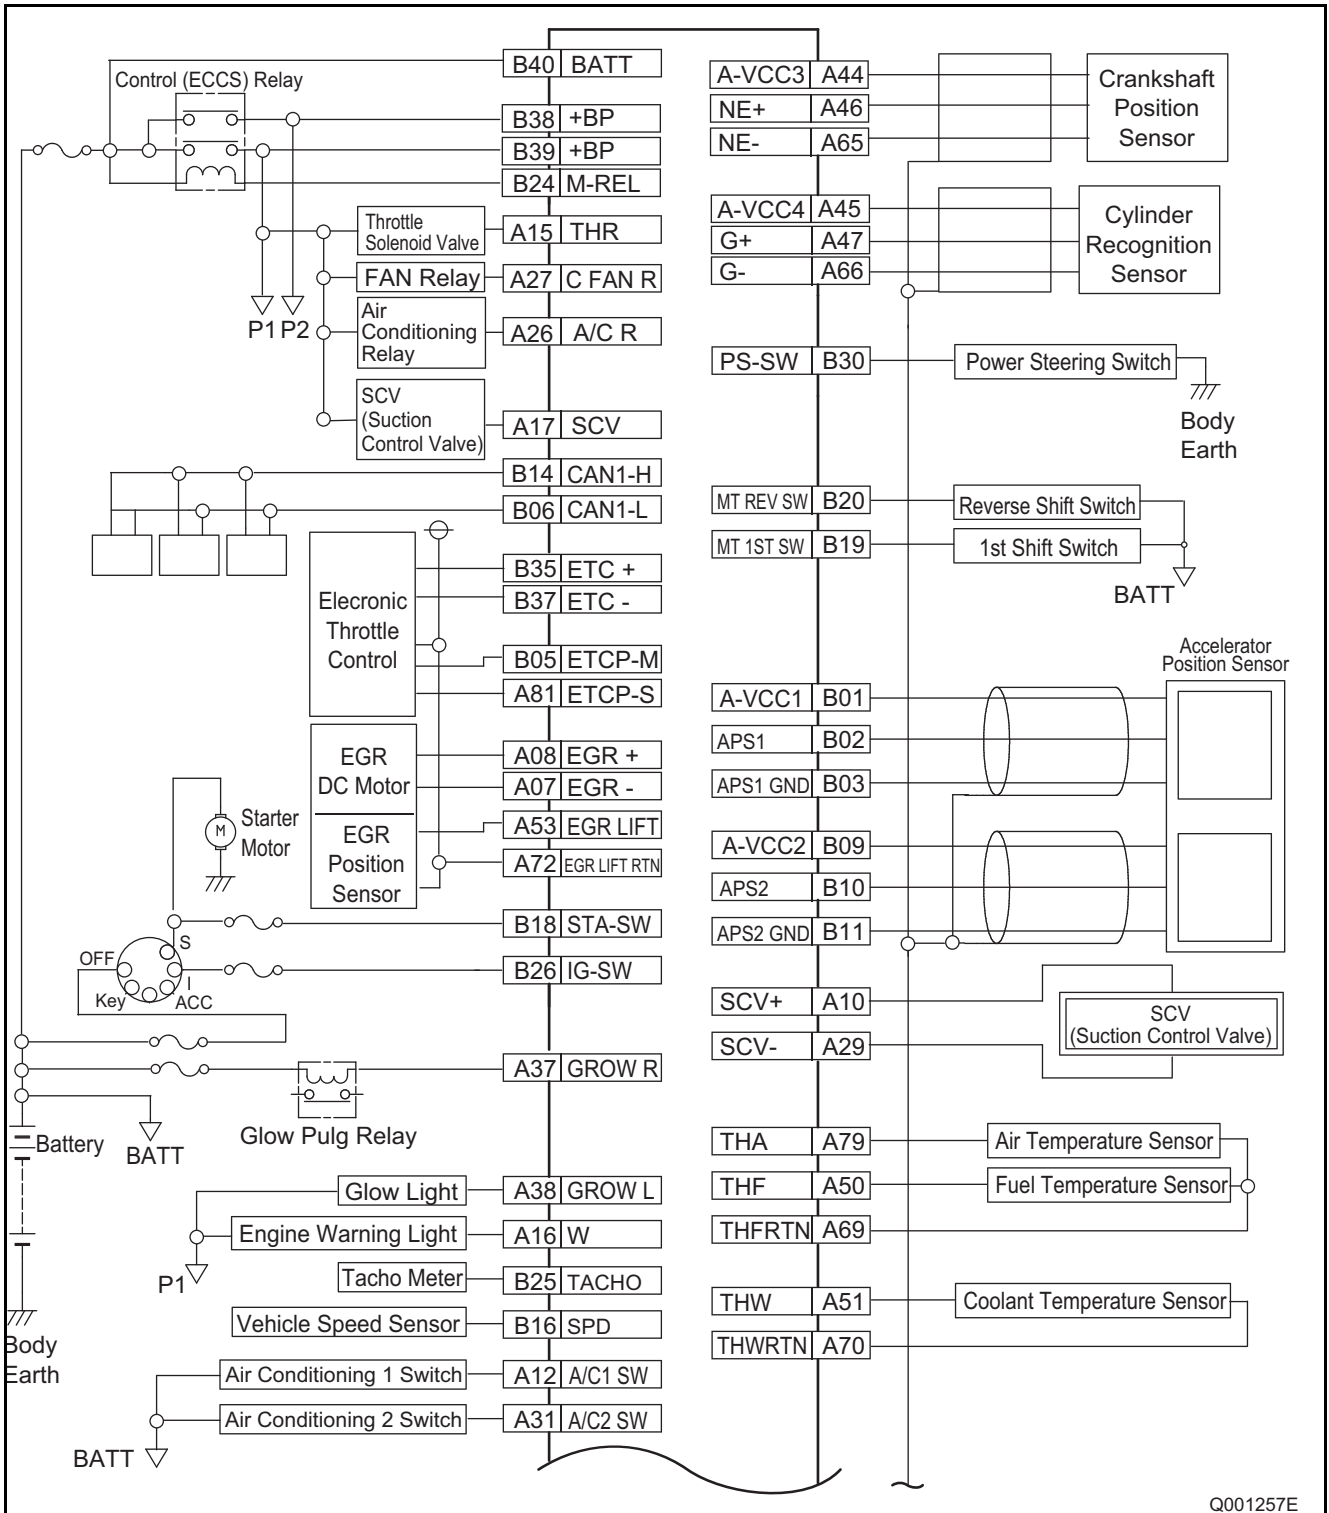 Control (ECCS) Relay
B40 BATT
B38 +BP
B39 +BP
B24 M-REL
Throttle
Solenoid Valve
A15 THR
FAN Relay
A27 C FAN R
P1 P2
Air
Conditioning
Relay
A26 A/C R
SCV
(Suction
Control Valve)
A17 SCV
B14 CAN1-H
B06 CAN1-L
Elecronic
Throttle
Control
B35 ETC +
B37 ETC -
B05 ETCP-M
A81 ETCP-S
EGR
DC Motor
A08 EGR +
A07 EGR -
EGR
Position
Sensor
A53 EGR LIFT
A72 EGR LIFT RTN
M
Starter
Motor
B18 STA-SW
B26 IG-SW
OFF
S
I
Key
ACC
A37 GROW R
Glow Pulg Relay
Battery
BATT
Body
Earth
Glow Light
A38 GROW L
Engine Warning Light
A16 W
P1
Tacho Meter
B25 TACHO
Vehicle Speed Sensor
B16 SPD
Air Conditioning 1 Switch
A12 A/C1 SW
Air Conditioning 2 Switch
A31 A/C2 SW
BATT
A-VCC3 A44
NE+ A46
NE- A65
Crankshaft
Position
Sensor
A-VCC4 A45
G+ A47
G- A66
Cylinder
Recognition
Sensor
PS-SW B30
Power Steering Switch
Body
Earth
MT REV SW B20
Reverse Shift Switch
MT 1ST SW B19
1st Shift Switch
BATT
Accelerator
Position Sensor
A-VCC1 B01
APS1 B02
APS1 GND B03
A-VCC2 B09
APS2 B10
APS2 GND B11
SCV+ A10
SCV- A29
SCV
(Suction Control Valve)
THA A79
Air Temperature Sensor
THF A50
Fuel Temperature Sensor
THFRTN A69
THW A51
Coolant Temperature Sensor
THWRTN A70
Q001257E